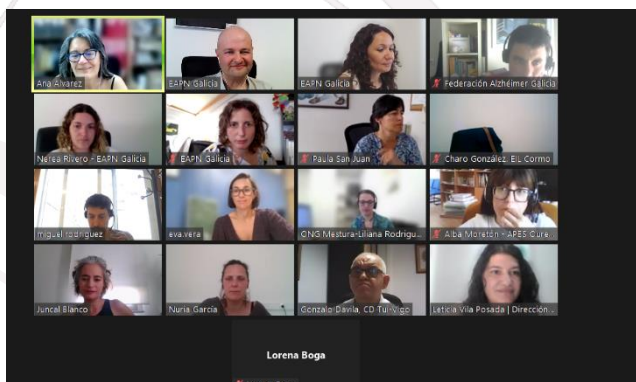 Ana Álvarez
EAPN Galicia
EAPN Galicia
Federación Alzhéimer Galicia
Nerea Rivero - EAPN Galicia
EAPN Galicia
Paula San Juan
Charo González, EIL Cormo
miguel rodriguez
eva.vera
ONG Mestura-Liliana Rodrigu...
Alba Moretón - APES Oure...
Juncal Blanco
Nuria García
Gonzalo Davila, CD Tui-Vigo
Leticia Vila Posada | Dirección...
Lorena Boga